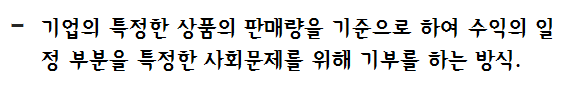 - 기업의 특정한 상품의 판매량을 기준으로 하여 수익의 일
정 부분을 특정한 사회문제를 위해 기부를 하는 방식.